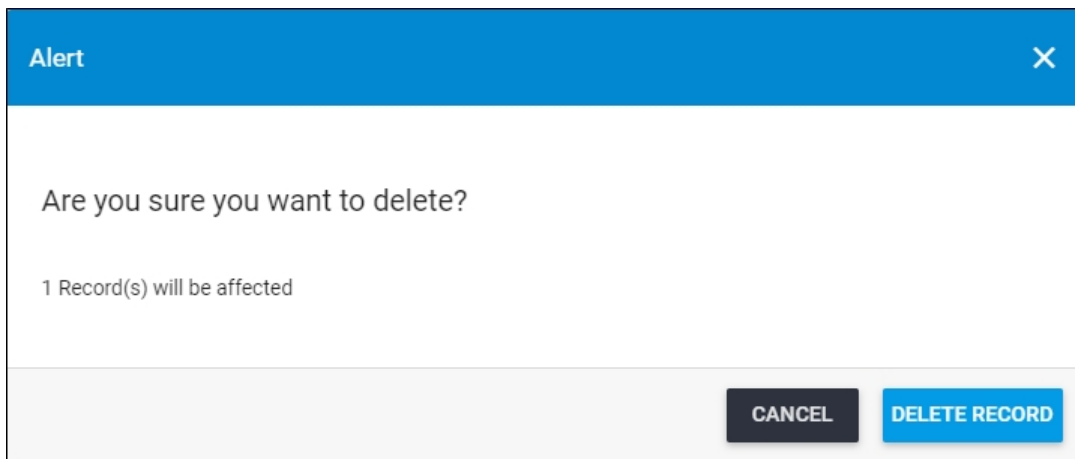 Alert
Are you sure you want to delete?
1 Record(s) will be affected
CANCEL DELETE RECORD